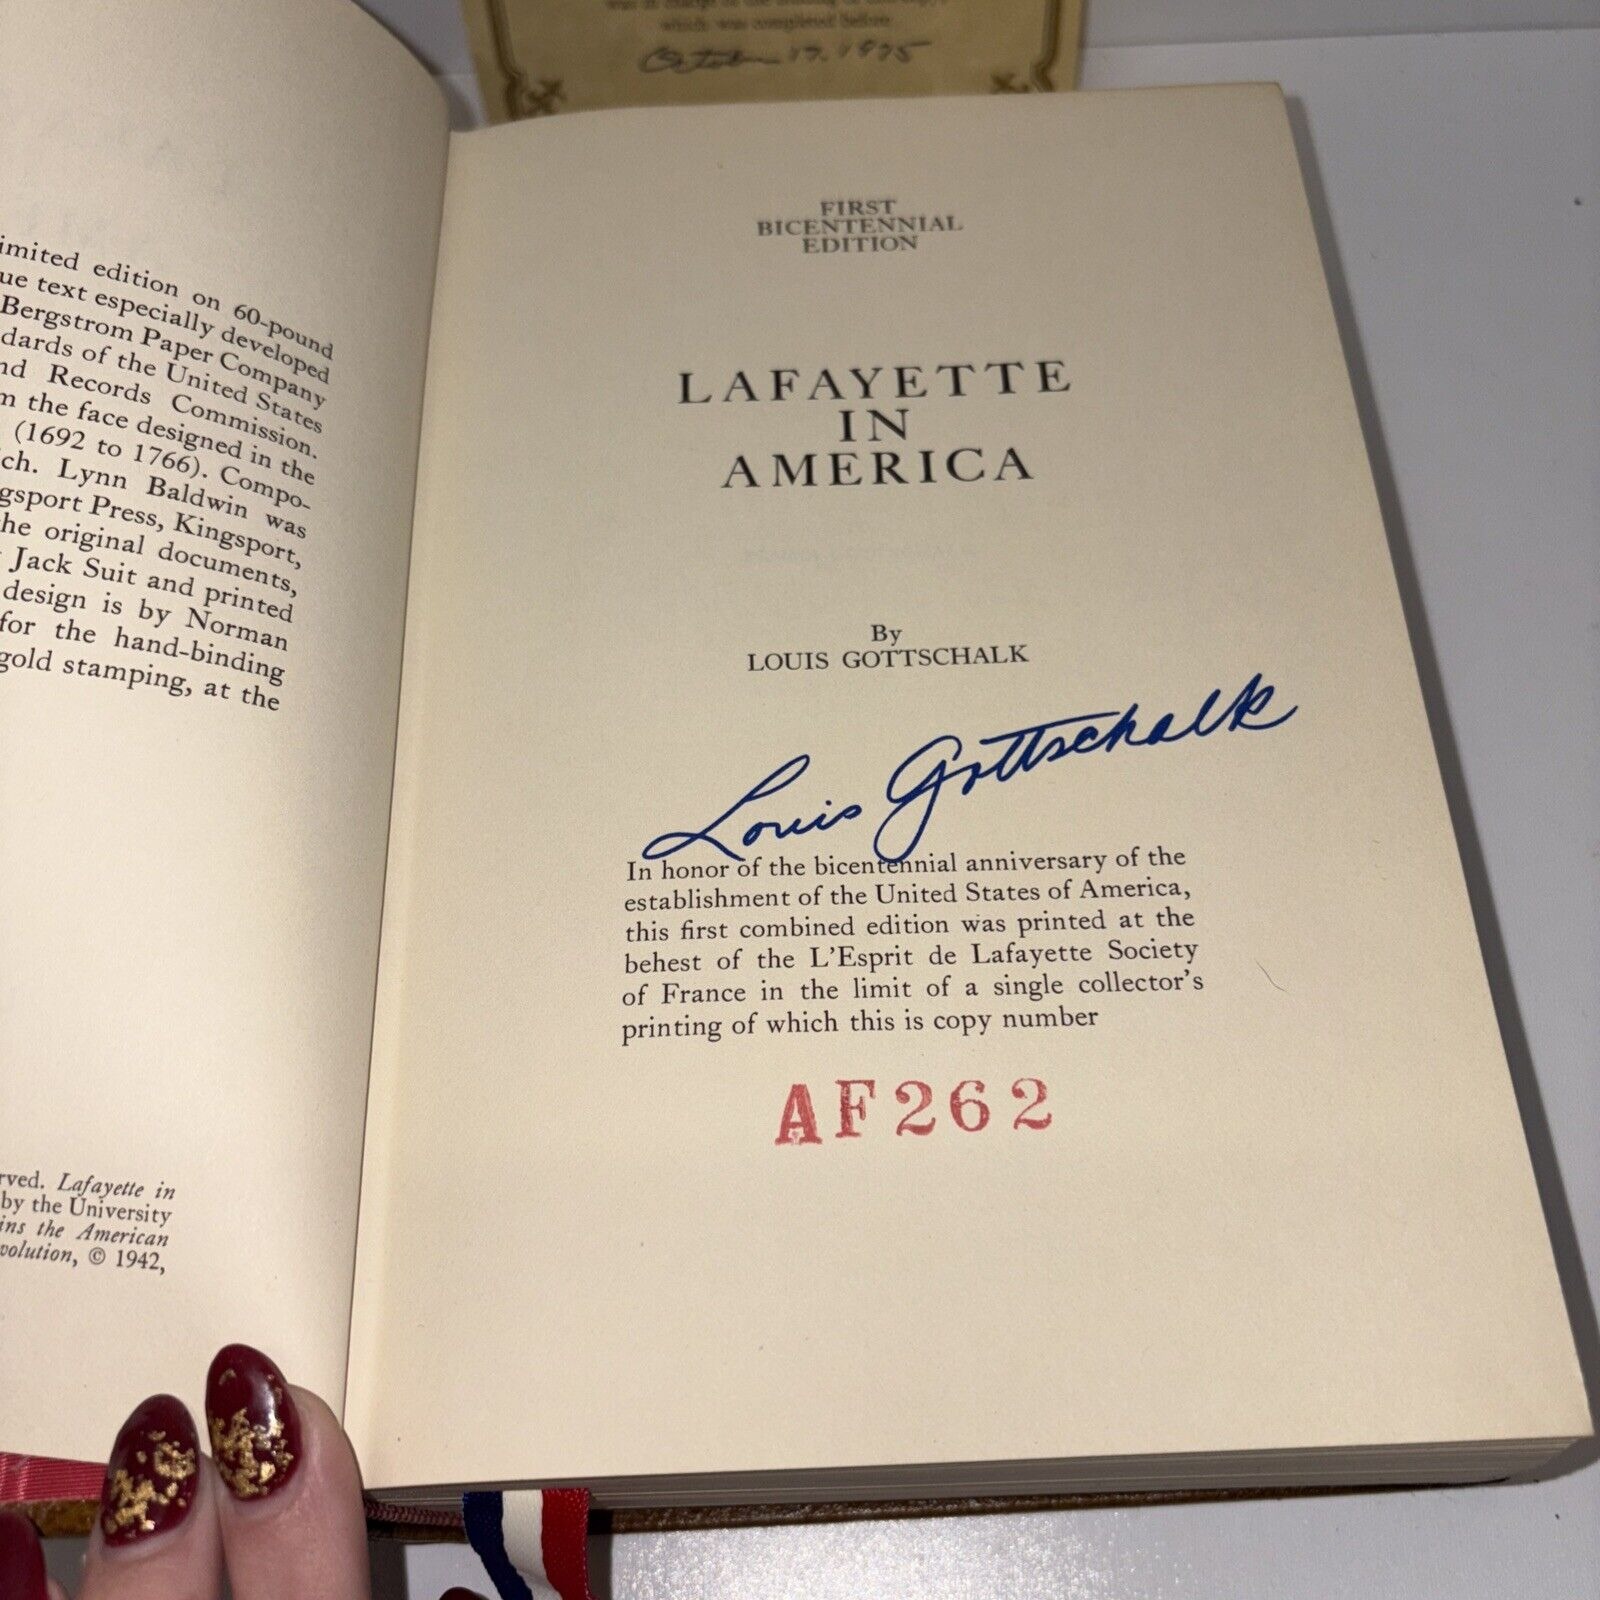 which was completed before
October 17, 1975
imited edition on 60-pound
ue text especially developed
Bergstrom Paper Company
dards of the United States
nd Records Commission.
m the face designed in the
(1692 to 1766). Compo-
ch. Lynn Baldwin was
gsport Press, Kingsport,
he original documents,
Jack Suit and printed
design is by Norman
for the hand-binding
gold stamping, at the
rved. Lafayette in
by the University
ins the American
volution, © 1942,
FIRST
BICENTENNIAL
EDITION
LAFAYETTE
IN
AMERICA
By
LOUIS GOTTSCHALK
Louis Gottschalk
In honor of the bicentennial anniversary of the
establishment of the United States of America,
this first combined edition was printed at the
behest of the L'Esprit de Lafayette Society
of France in the limit of a single collector's
printing of which this is copy number
AF262